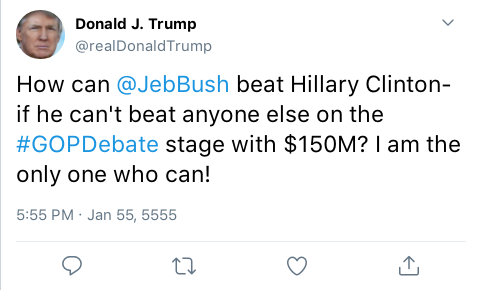 Donald J. Trump
@realDonaldTrump
How can @JebBush beat Hillary Clinton-
if he can't beat anyone else on the
#GOPDebate stage with $150M? I am the
only one who can!
5:55 PM · Jan 55, 5555